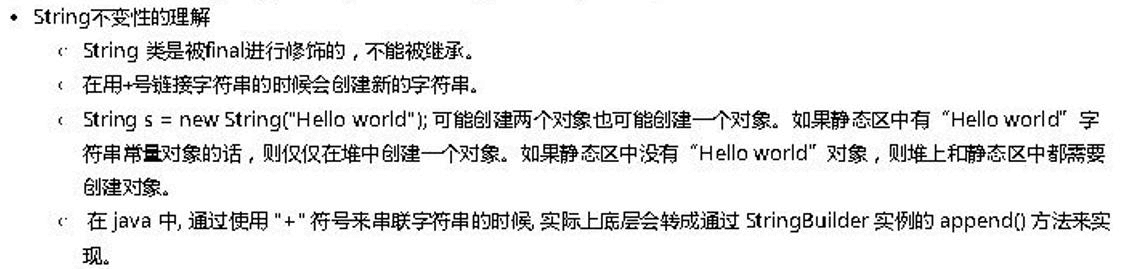 • String不变性的理解
◦ String 类是被final进行修饰的，不能被继承。
◦ 在用+号链接字符串的时候会创建新的字符串。
◦ String s = new String("Hello world"); 可能创建两个对象也可能创建一个对象。如果静态区中有“Hello world”字
符串常量对象的话，则仅仅在堆中创建一个对象。如果静态区中没有“Hello world”对象，则堆上和静态区中都需要
创建对象。
◦ 在 java 中, 通过使用 "+" 符号来串联字符串的时候, 实际上底层会转成通过 StringBuilder 实例的 append() 方法来实
现。